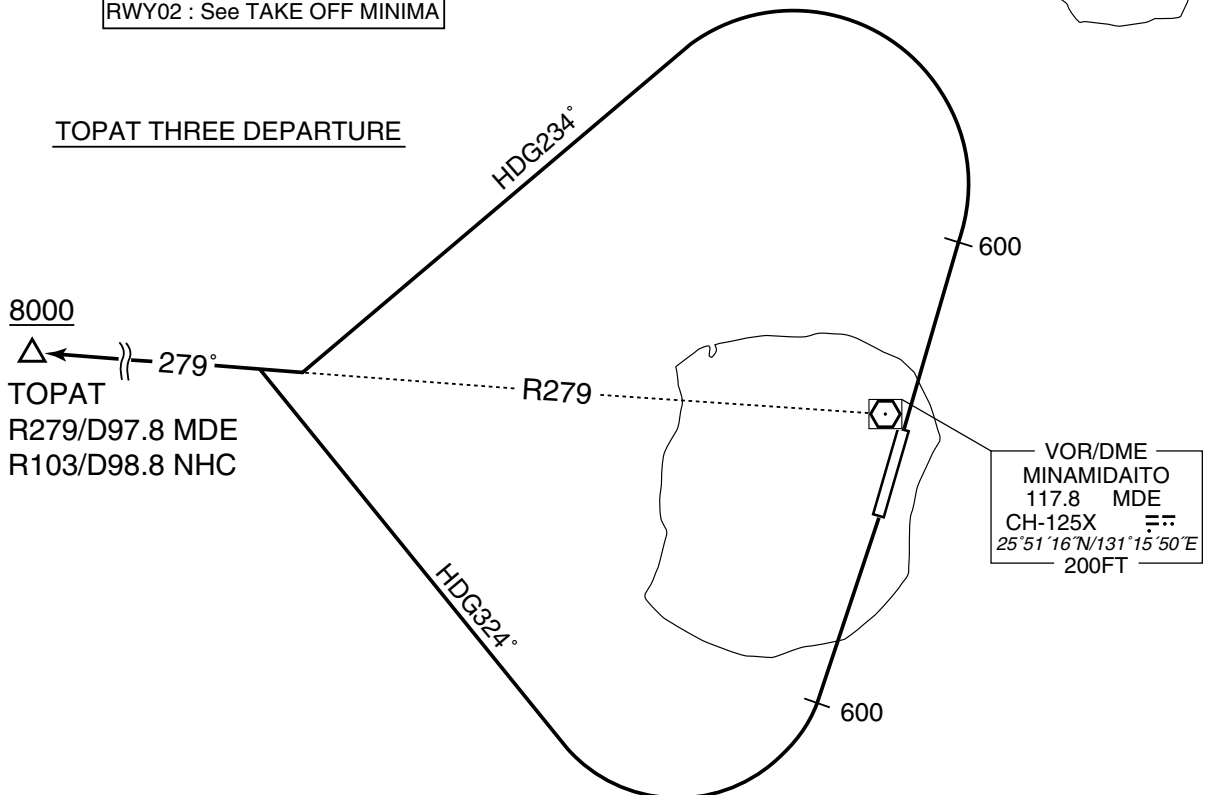 RWY02 : See TAKE OFF MINIMA
TOPAT THREE DEPARTURE
HDG234°
600
8000
279°
TOPAT
R279/D97.8 MDE
R103/D98.8 NHC
R279
VOR/DME
MINAMIDAITO
117.8 MDE
CH-125X
25°51´16˝N/131°15´50˝E
200FT
HDG324°
600